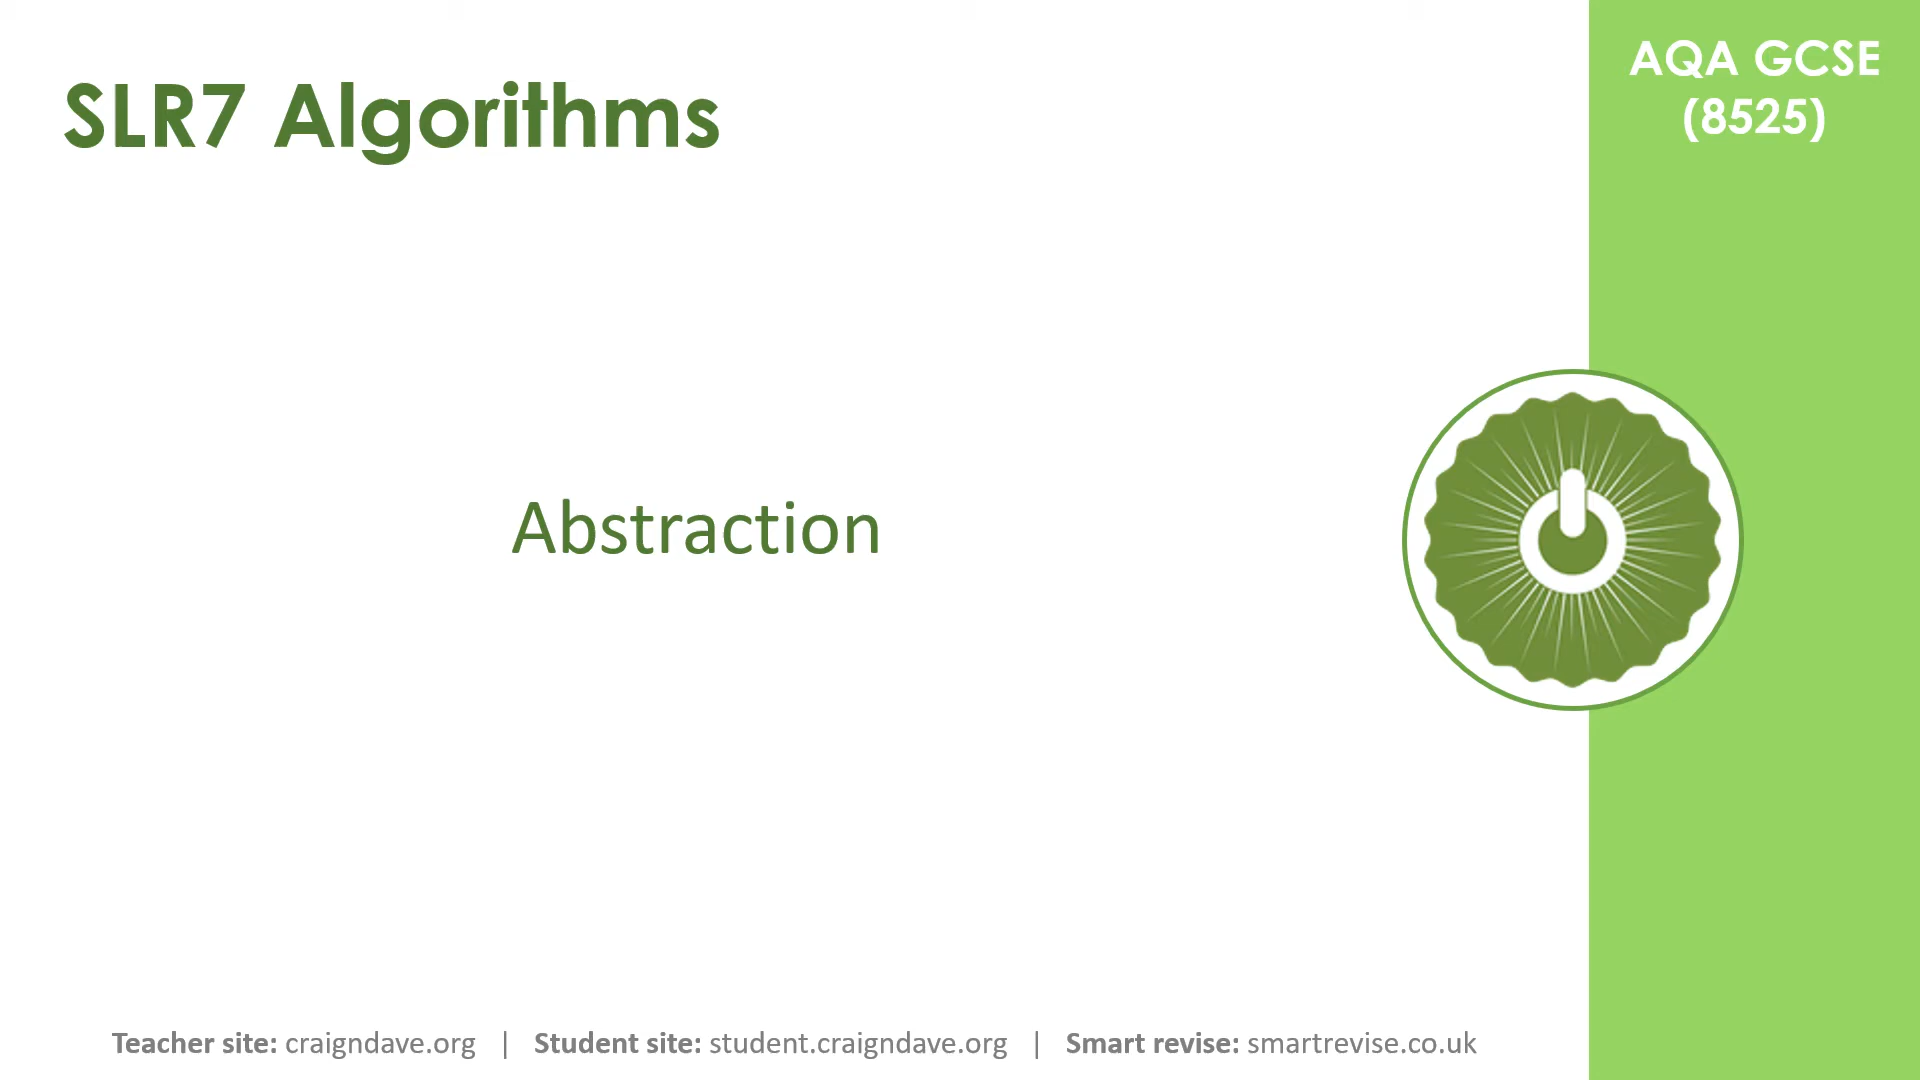 SLR7 Algorithms
AQA GCSE
(8525)
Abstraction
Teacher site: craigndave.org | Student site: student.craigndave.org | Smart revise: smartrevise.co.uk